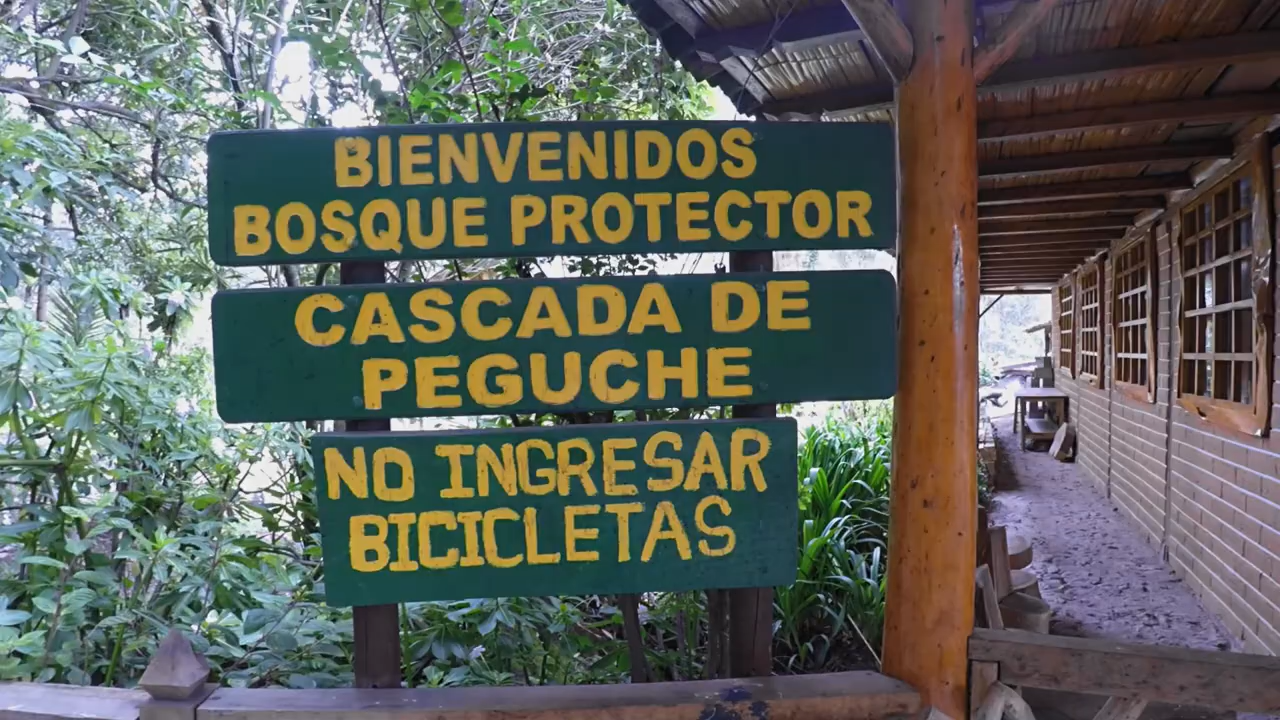 BIENVENIDOS
BOSQUE PROTECTOR
CASCADA DE
PEGUCHE
NO INGRESAR
BICICLETAS